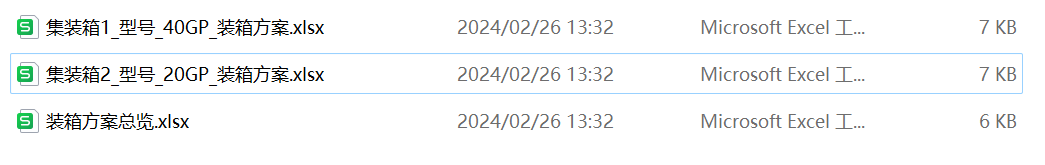 集装箱1_型号_40GP_装箱方案.xlsx 2024/02/26 13:32 Microsoft Excel 工... 7 KB
集装箱2_型号_20GP_装箱方案.xlsx 2024/02/26 13:32 Microsoft Excel 工... 7 KB
装箱方案总览.xlsx 2024/02/26 13:32 Microsoft Excel 工... 6 KB